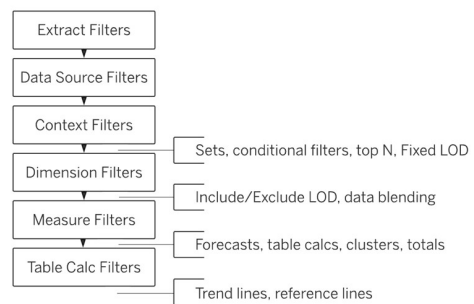 Extract Filters
Data Source Filters
Context Filters
Sets, conditional filters, top N, Fixed LOD
Dimension Filters
Include/Exclude LOD, data blending
Measure Filters
Forecasts, table calcs, clusters, totals
Table Calc Filters
Trend lines, reference lines